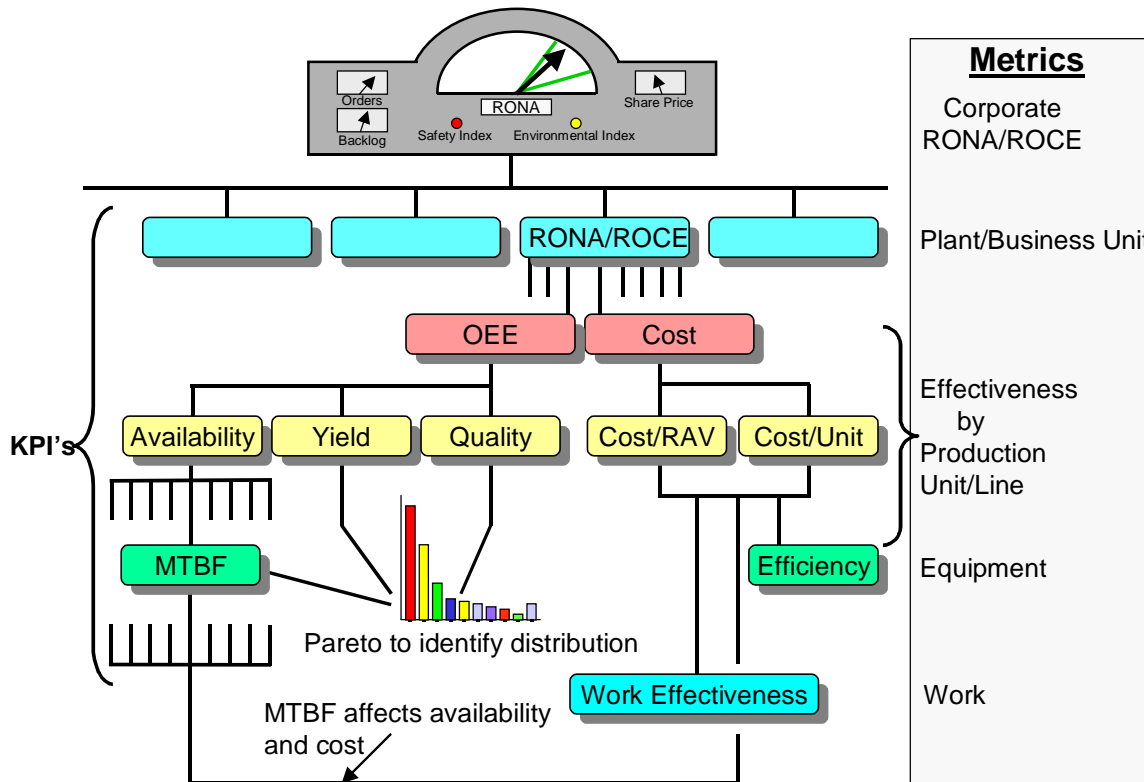 Metrics
Orders
RONA
Share Price
Backlog
Safety Index
Environmental Index
Corporate
RONA/ROCE
RONA/ROCE
Plant/Business Unit
OEE
Cost
Effectiveness
by
Production
Unit/Line
KPI's
Availability
Yield
Quality
Cost/RAV
Cost/Unit
MTBF
Efficiency
Equipment
Pareto to identify distribution
Work Effectiveness
Work
MTBF affects availability
and cost